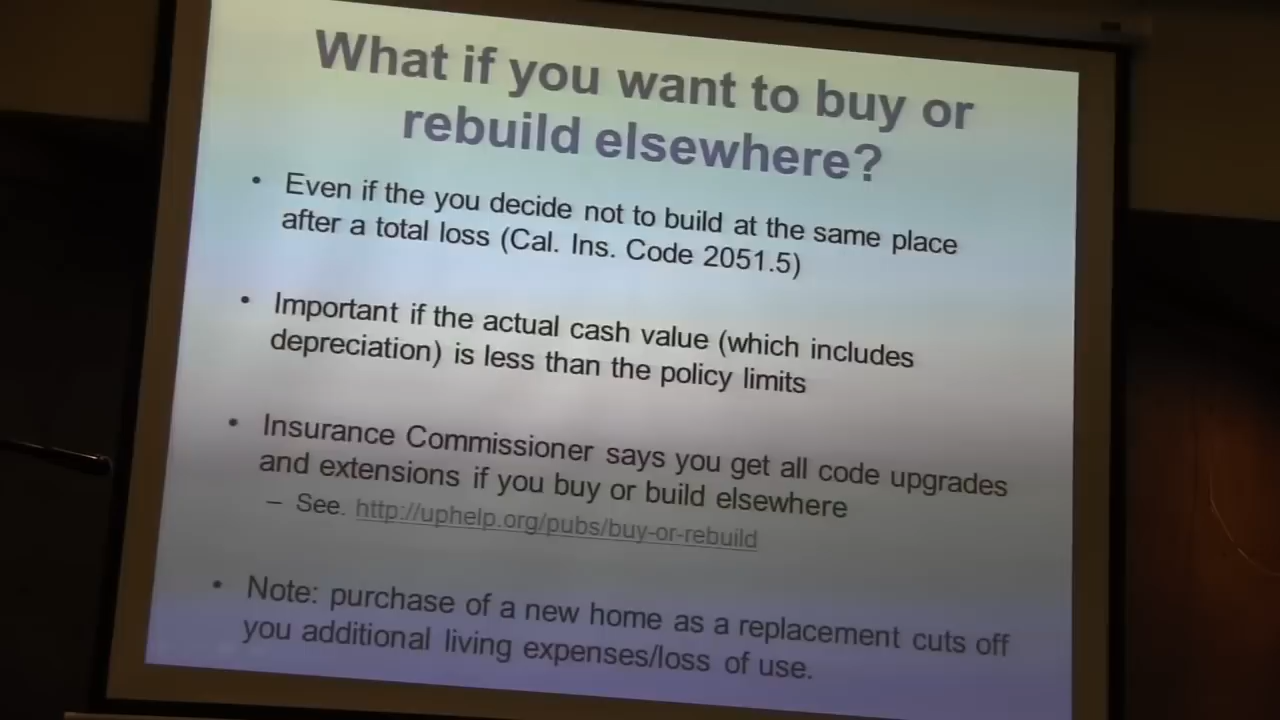 What if you want to buy or
rebuild elsewhere?
• Even if the you decide not to build at the same place
after a total loss (Cal. Ins. Code 2051.5)
• Important if the actual cash value (which includes
depreciation) is less than the policy limits
• Insurance Commissioner says you get all code upgrades
and extensions if you buy or build elsewhere
– See. http://uphelp.org/pubs/buy-or-rebuild
• Note: purchase of a new home as a replacement cuts off
you additional living expenses/loss of use.